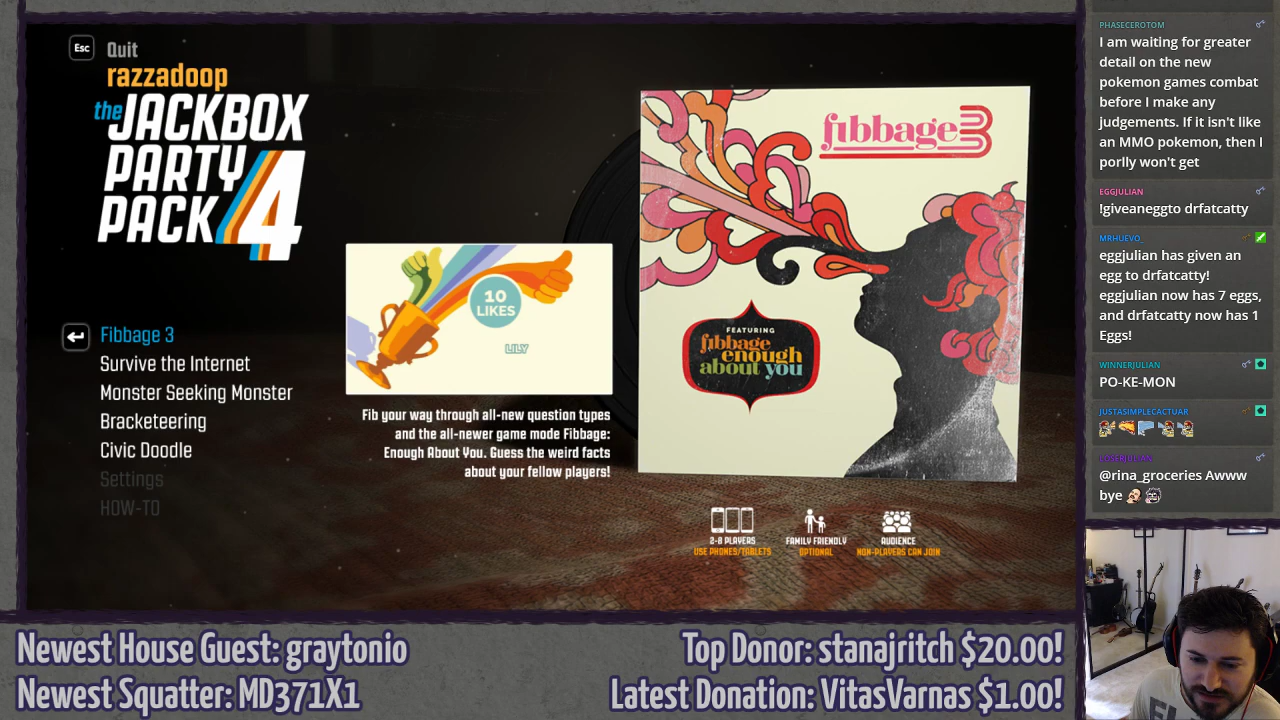 Esc Quit
razzadoop
the JACKBOX
PARTY
PACK 4
Fibbage 3
Survive the Internet
Monster Seeking Monster
Bracketeering
Civic Doodle
Settings
HOW-TO
10
LIKES
LILY
Fib your way through all-new question types
and the all-newer game mode Fibbage:
Enough About You. Guess the weird facts
about your fellow players!
fibbage 3
FEATURING
fibbage
enough
about you
2-8 PLAYERS
USE PHONES/TABLETS
FAMILY FRIENDLY
OPTIONAL
AUDIENCE
NON-PLAYERS CAN JOIN
PHASECEROTOM
I am waiting for greater
detail on the new
pokemon games combat
before I make any
judgements. If it isn't like
an MMO pokemon, then I
porlly won't get
EGGJULIAN
!giveaneggto drfatcatty
MRHUEVO_
eggjulian has given an
egg to drfatcatty!
eggjulian now has 7 eggs,
and drfatcatty now has 1
Eggs!
WINNERJULIAN
PO-KE-MON
JUSTASIMPLECACTUAR
LOSERJULIAN
@rina_groceries Awww
bye
Newest House Guest: graytonio
Newest Squatter: MD371X1
Top Donor: stanajritch $20.00!
Latest Donation: VitasVarnas $1.00!